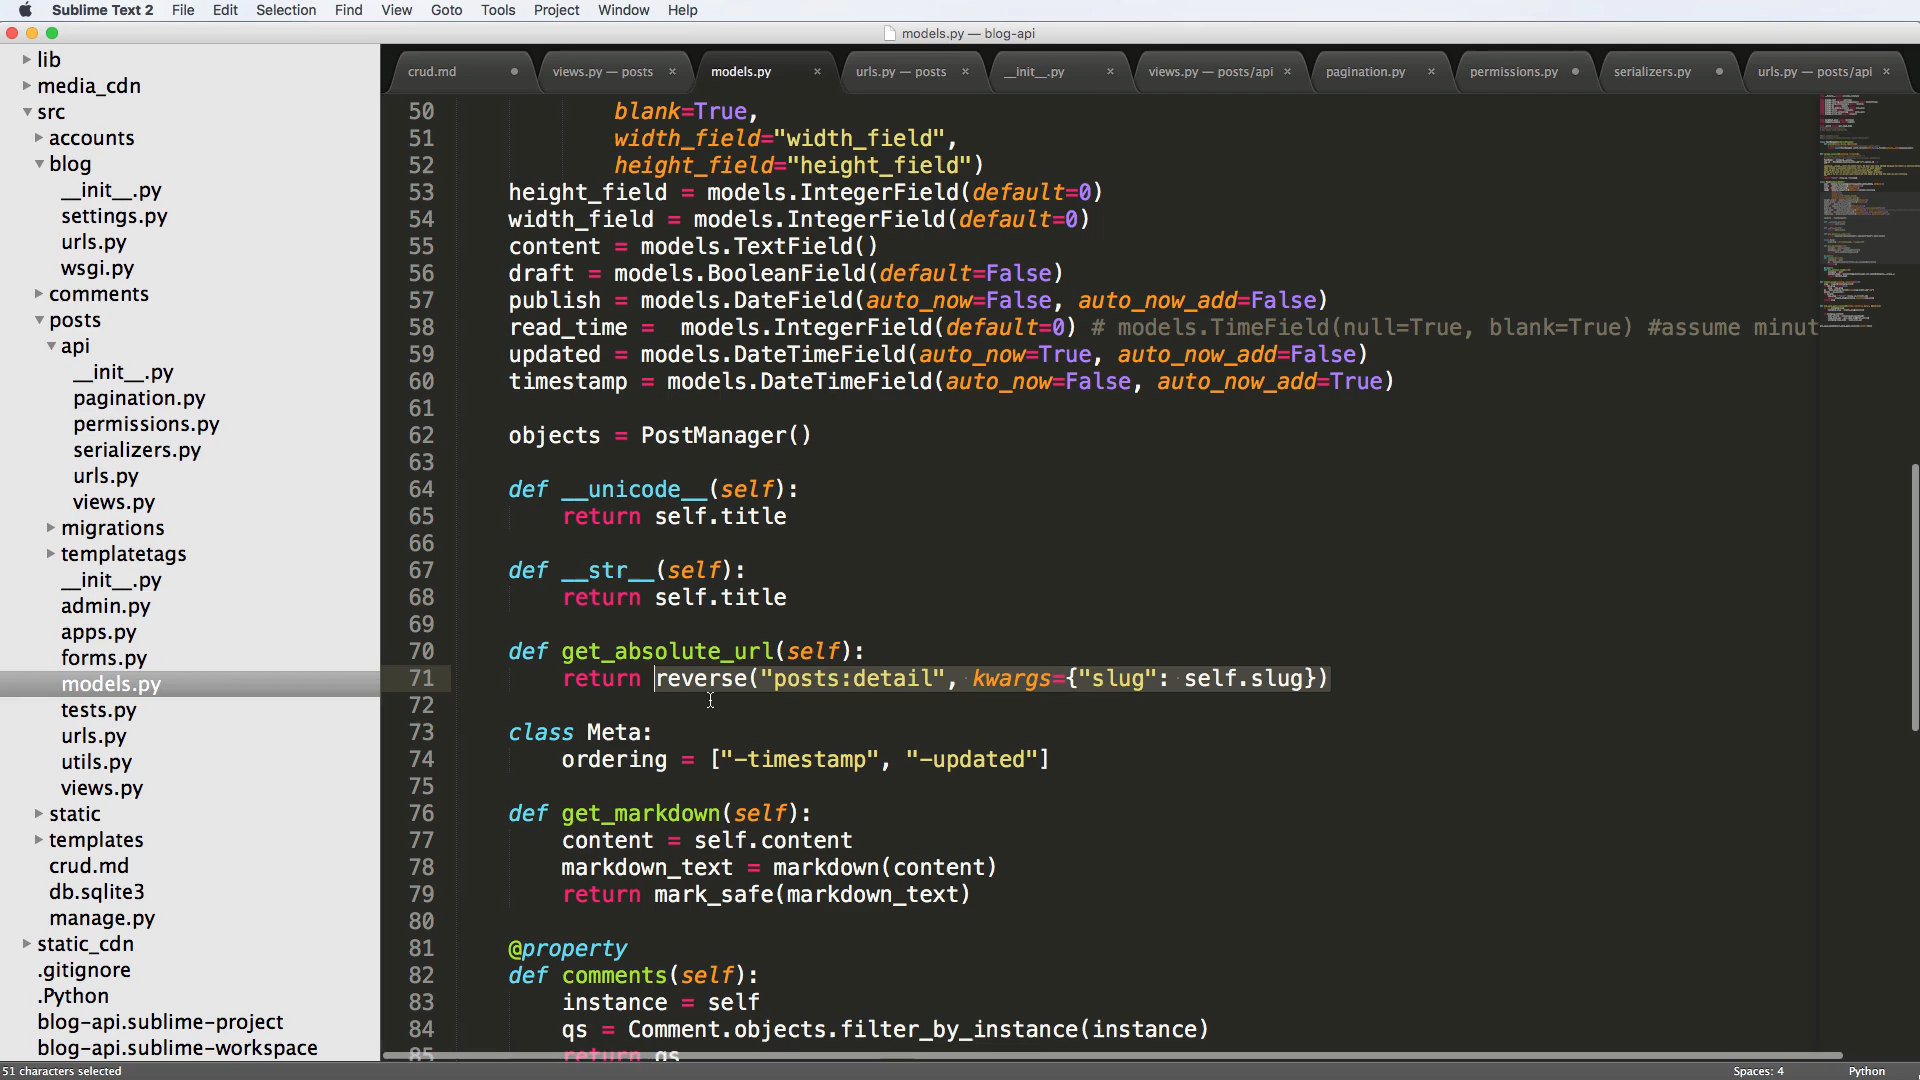 Sublime Text 2 File Edit Selection Find View Goto Tools Project Window Help
models.py — blog-api
crud.md views.py — posts × models.py × urls.py — posts × __init__.py × views.py — posts/api × pagination.py × permissions.py serializers.py urls.py — posts/api ×
lib
media_cdn
src
accounts
blog
__init__.py
settings.py
urls.py
wsgi.py
comments
posts
api
__init__.py
pagination.py
permissions.py
serializers.py
urls.py
views.py
migrations
templatetags
__init__.py
admin.py
apps.py
forms.py
models.py
tests.py
urls.py
utils.py
views.py
static
templates
crud.md
db.sqlite3
manage.py
static_cdn
.gitignore
.Python
blog-api.sublime-project
blog-api.sublime-workspace
50 blank=True,
51 width_field="width_field",
52 height_field="height_field")
53 height_field = models.IntegerField(default=0)
54 width_field = models.IntegerField(default=0)
55 content = models.TextField()
56 draft = models.BooleanField(default=False)
57 publish = models.DateField(auto_now=False, auto_now_add=False)
58 read_time =  models.IntegerField(default=0) # models.TimeField(null=True, blank=True) #assume minut
59 updated = models.DateTimeField(auto_now=True, auto_now_add=False)
60 timestamp = models.DateTimeField(auto_now=False, auto_now_add=True)
61
62 objects = PostManager()
63
64 def __unicode__(self):
65 return self.title
66
67 def __str__(self):
68 return self.title
69
70 def get_absolute_url(self):
71 return reverse("posts:detail", kwargs={"slug": self.slug})
72
73 class Meta:
74 ordering = ["-timestamp", "-updated"]
75
76 def get_markdown(self):
77 content = self.content
78 markdown_text = markdown(content)
79 return mark_safe(markdown_text)
80
81 @property
82 def comments(self):
83 instance = self
84 qs = Comment.objects.filter_by_instance(instance)
85 return qs
51 characters selected Spaces: 4 Python